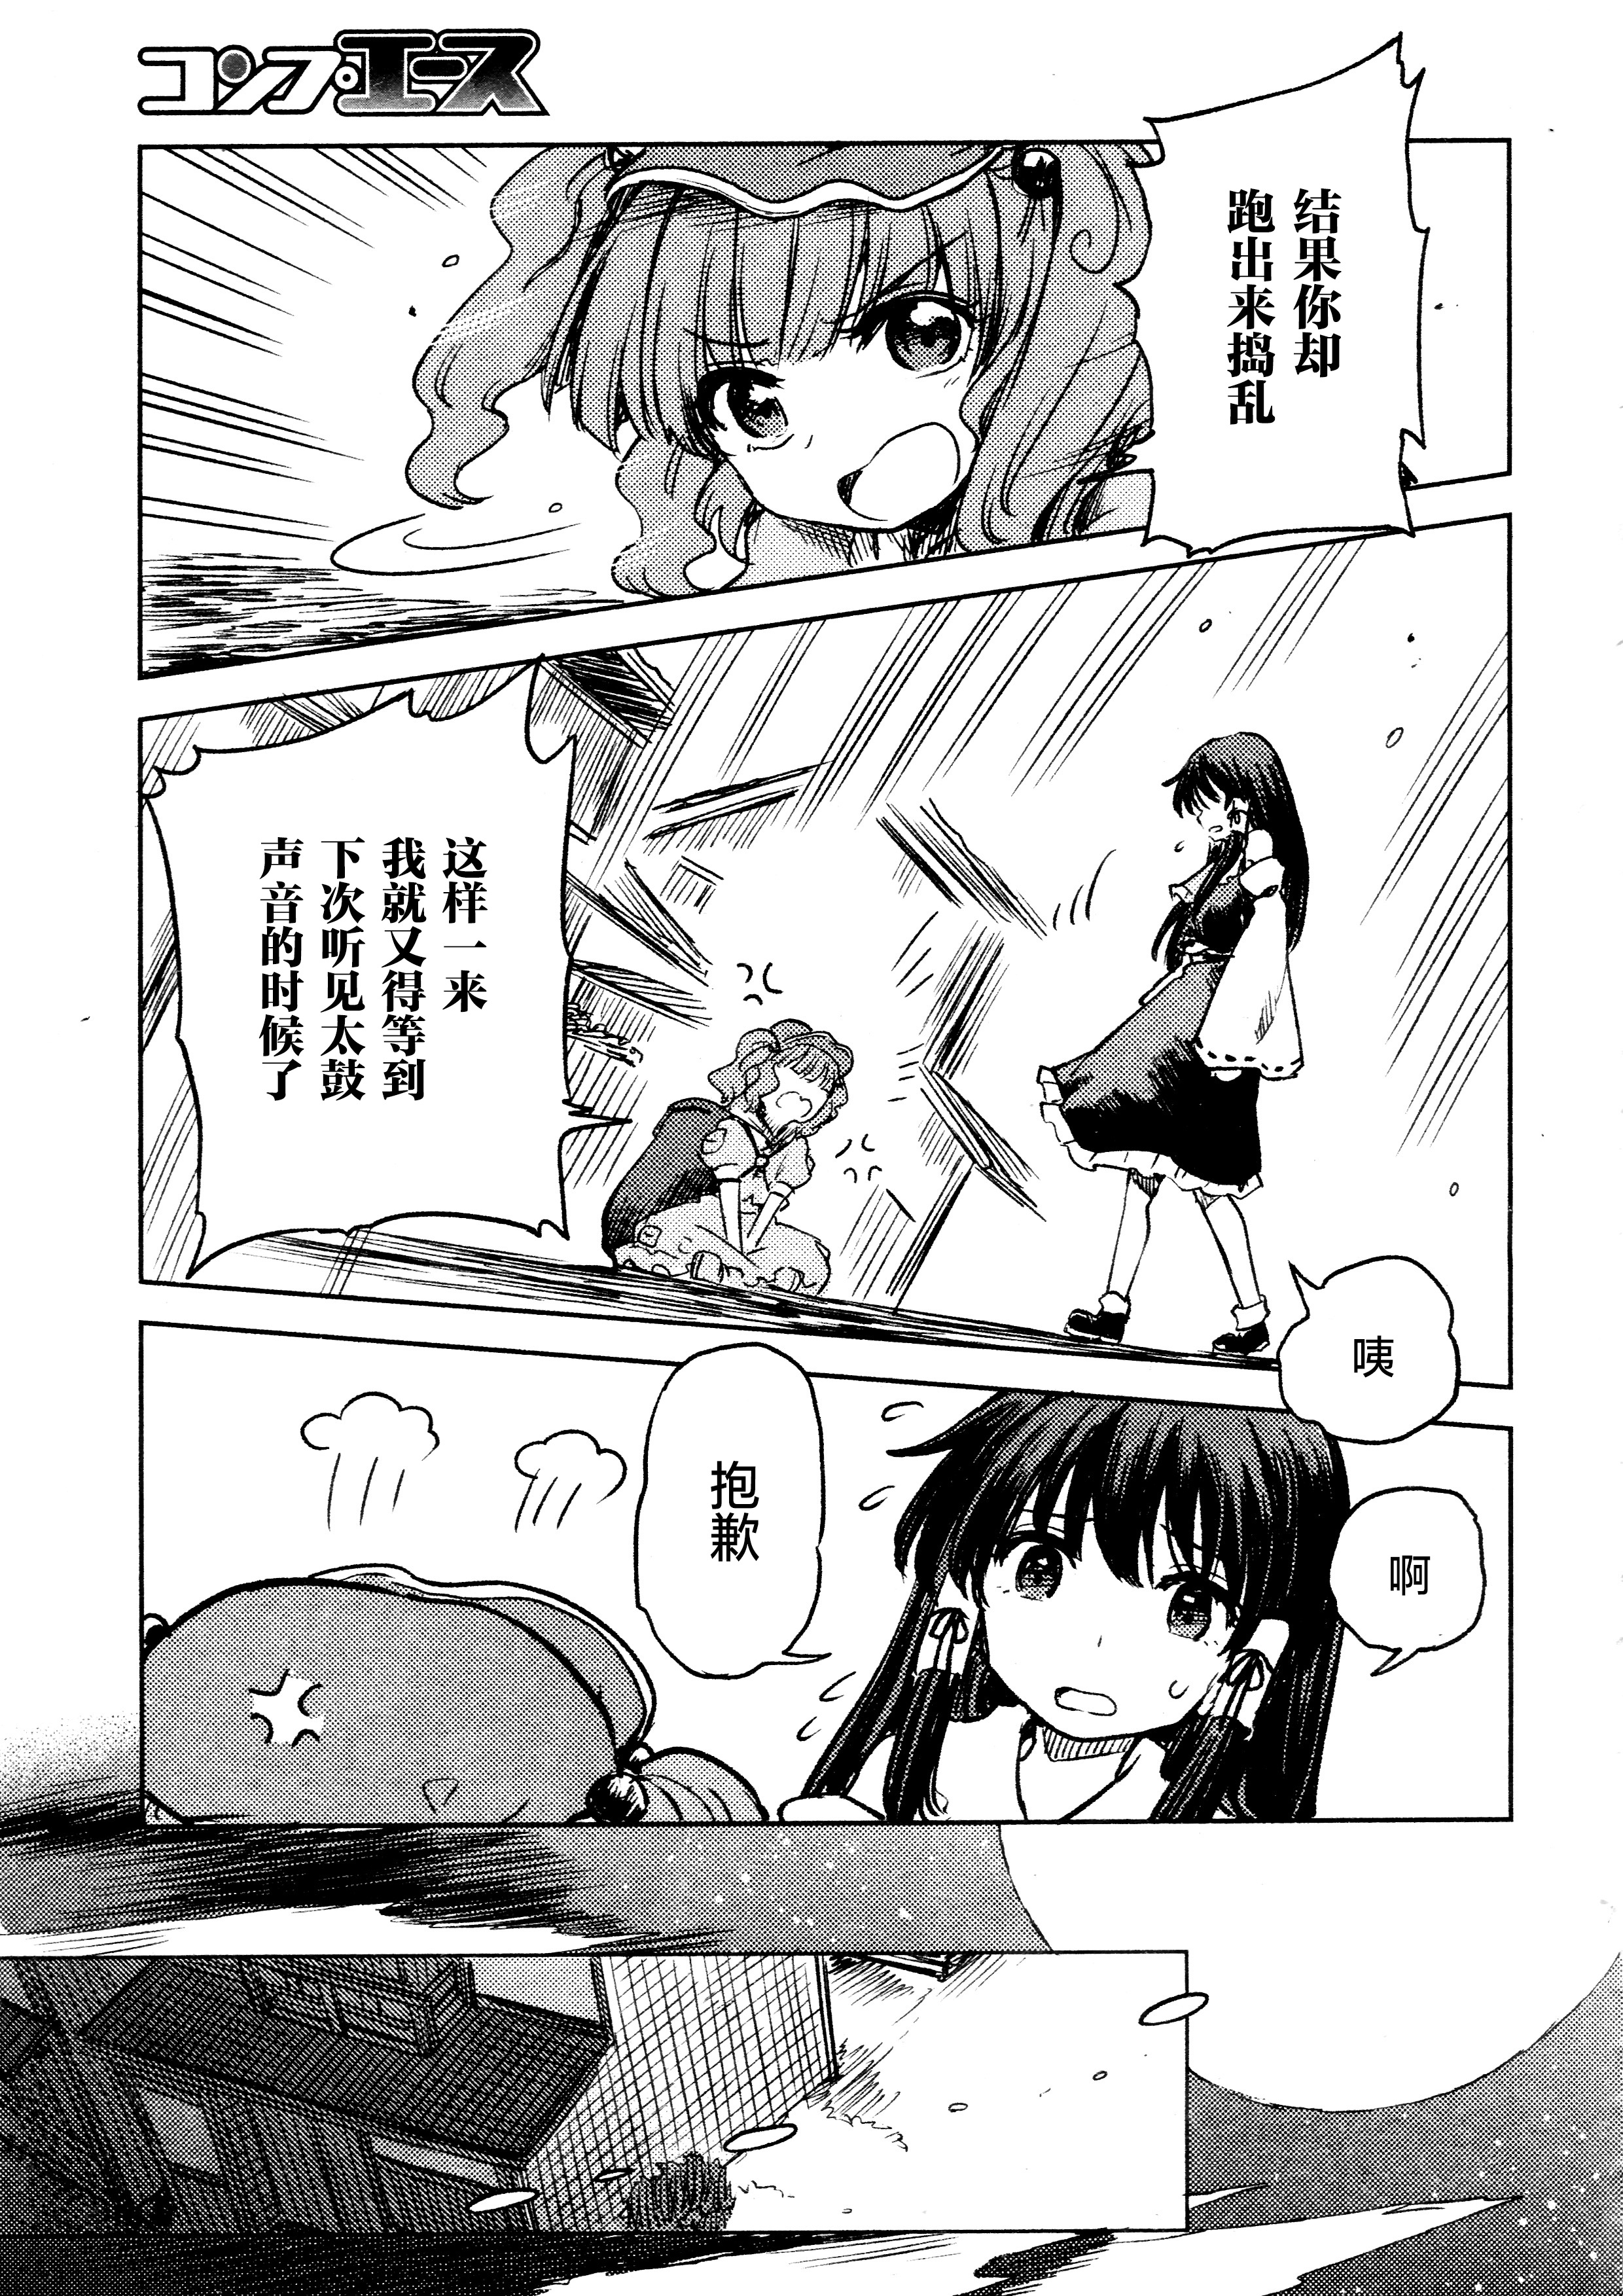 コンプエース
结果你却
跑出来捣乱
这样一来
我就又得等到
下次听见太鼓
声音的时候了
咦
啊
抱歉